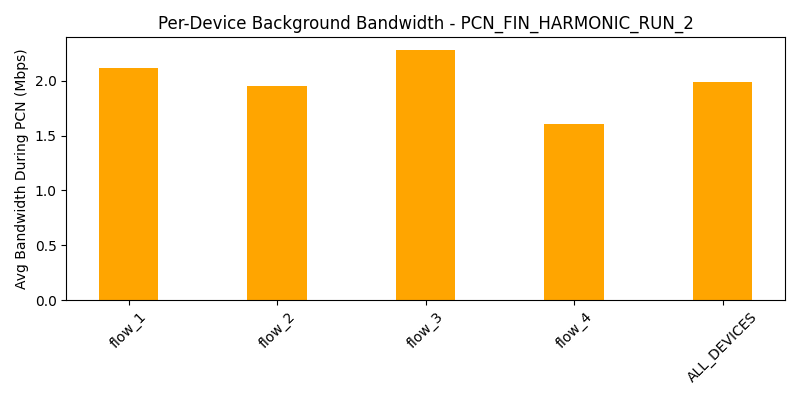 Per-Device Background Bandwidth - PCN_FIN_HARMONIC_RUN_2
Avg Bandwidth During PCN (Mbps)
2.0
1.5
1.0
0.5
0.0
flow_1
flow_2
flow_3
flow_4
ALL_DEVICES